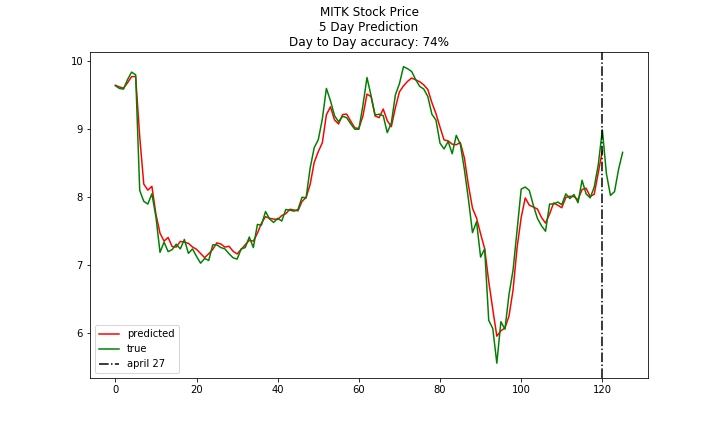 MITK Stock Price
5 Day Prediction
Day to Day accuracy: 74%
10
9
8
7
6
predicted
true
april 27
0 20 40 60 80 100 120